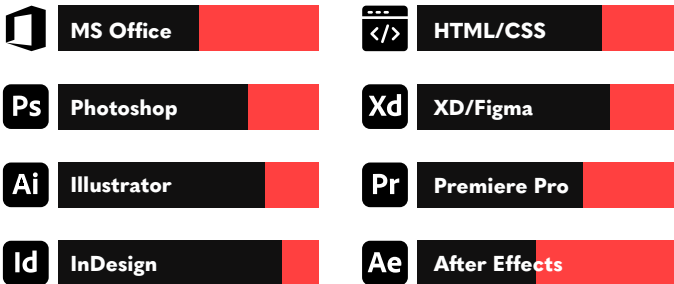 MS Office
</> HTML/CSS
Ps Photoshop
Xd XD/Figma
Ai Illustrator
Pr Premiere Pro
Id InDesign
Ae After Effects